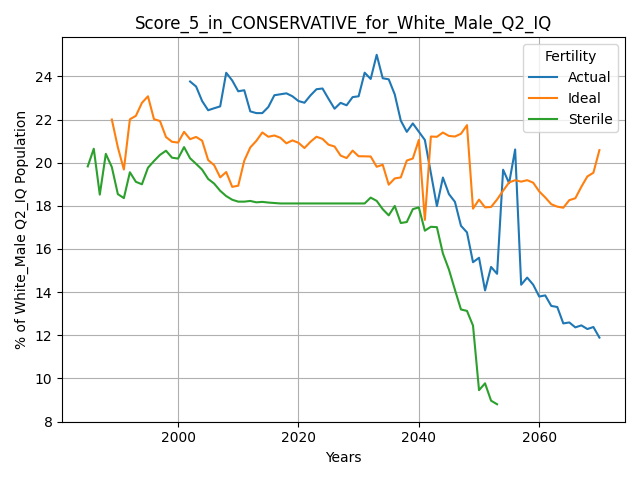 Score_5_in_CONSERVATIVE_for_White_Male_Q2_IQ
% of White_Male Q2_IQ Population
24
22
20
18
16
14
12
10
8
Fertility
Actual
Ideal
Sterile
2000
2020
2040
2060
Years